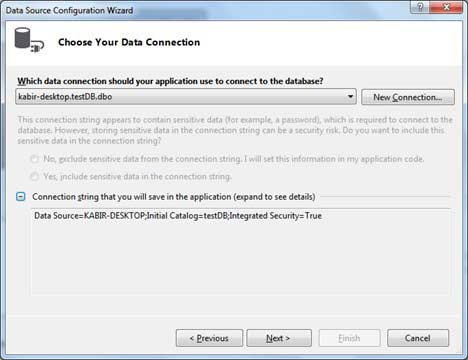 Data Source Configuration Wizard
Choose Your Data Connection
Which data connection should your application use to connect to the database?
kabir-desktop.testDB.dbo
New Connection...
This connection string appears to contain sensitive data (for example, a password), which is required to connect to the
database. However, storing sensitive data in the connection string can be a security risk. Do you want to include this
sensitive data in the connection string?
No, exclude sensitive data from the connection string. I will set this information in my application code.
Yes, include sensitive data in the connection string.
Connection string that you will save in the application (expand to see details)
Data Source=KABIR-DESKTOP;Initial Catalog=testDB;Integrated Security=True
< Previous
Next >
Finish
Cancel